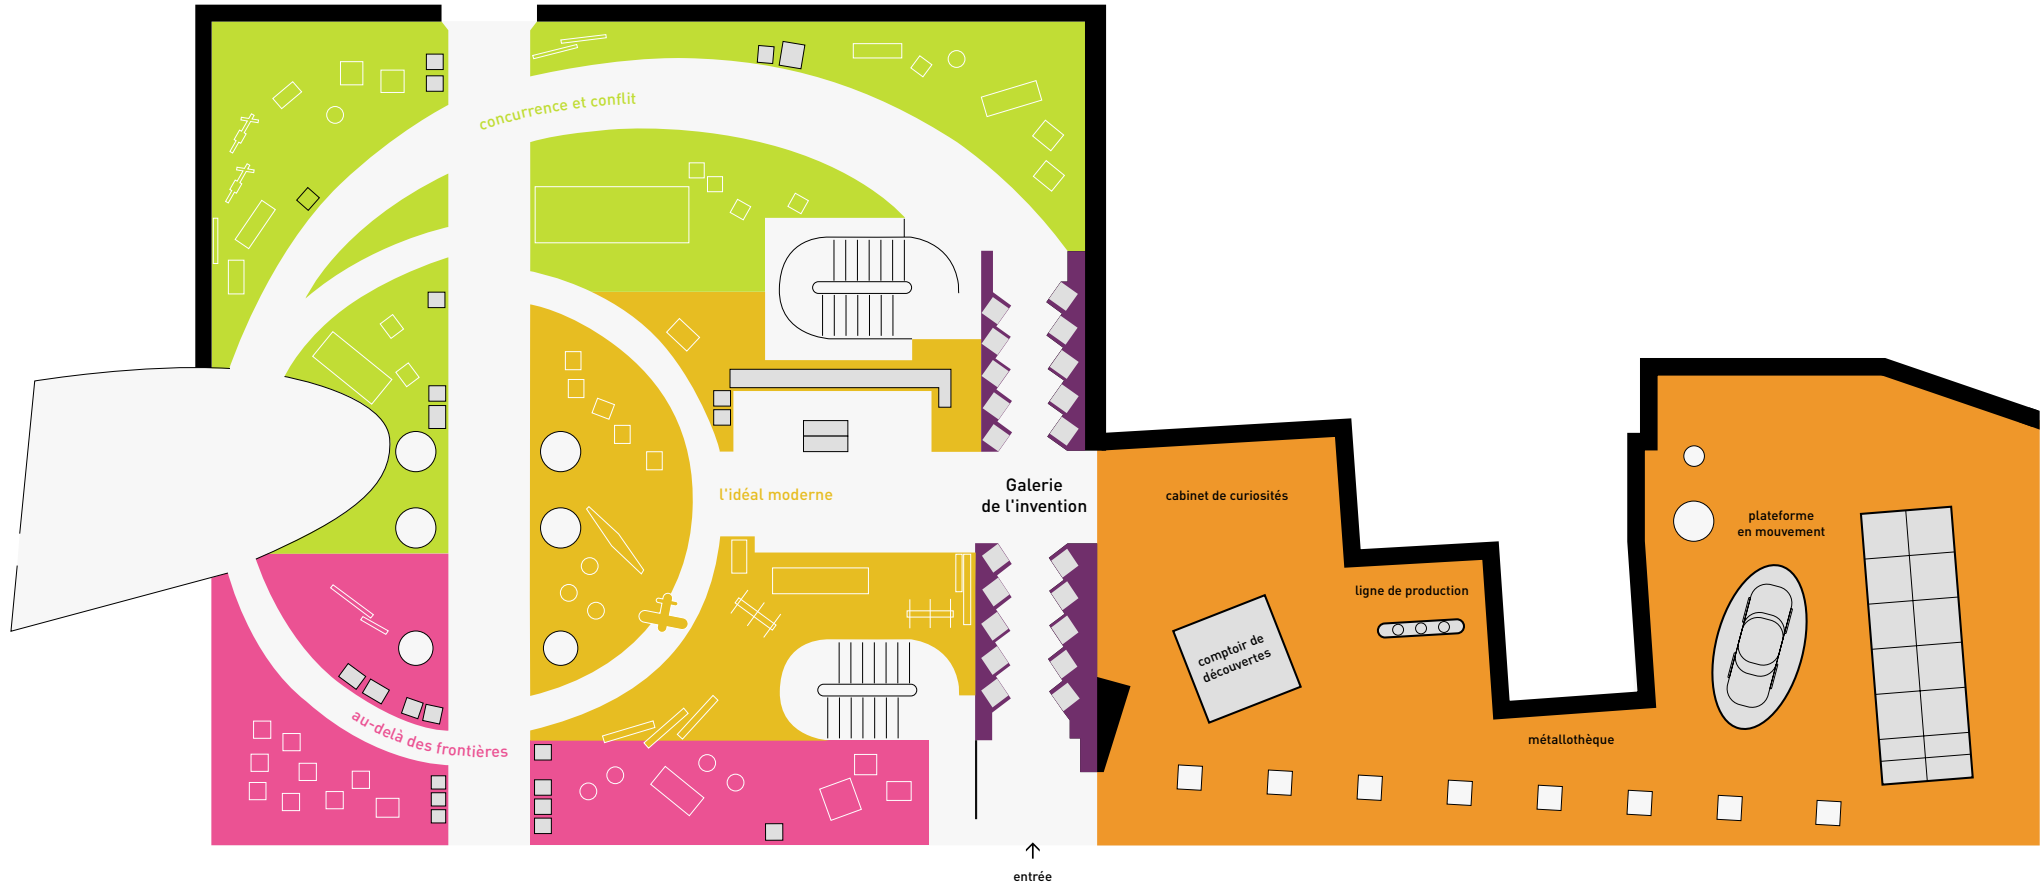 concurrence et conflit
l'idéal moderne
Galerie
de l'invention
cabinet de curiosités
plateforme
en mouvement
ligne de production
comptoir de
découvertes
au-delà des frontières
métallothèque
entrée